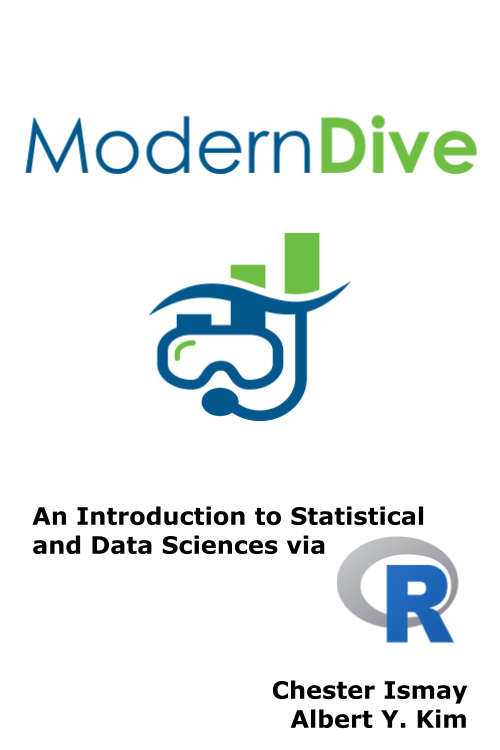 ModernDive
An Introduction to Statistical
and Data Sciences via
R
Chester Ismay
Albert Y. Kim